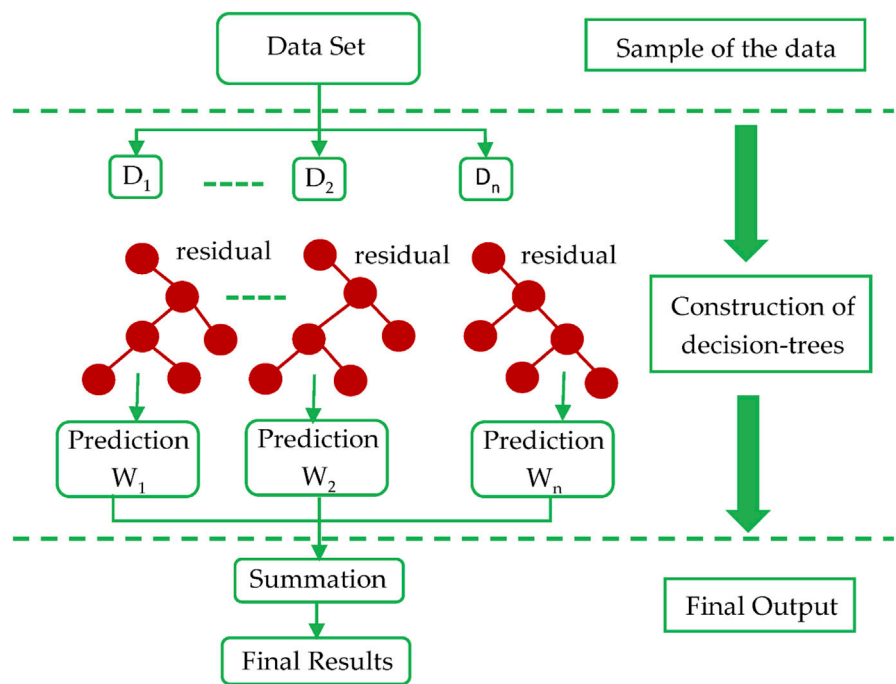 Data Set
Sample of the data
D₁
D₂
Dₙ
residual
residual
residual
Construction of
decision-trees
Prediction
W₁
Prediction
W₂
Prediction
Wₙ
Summation
Final Output
Final Results